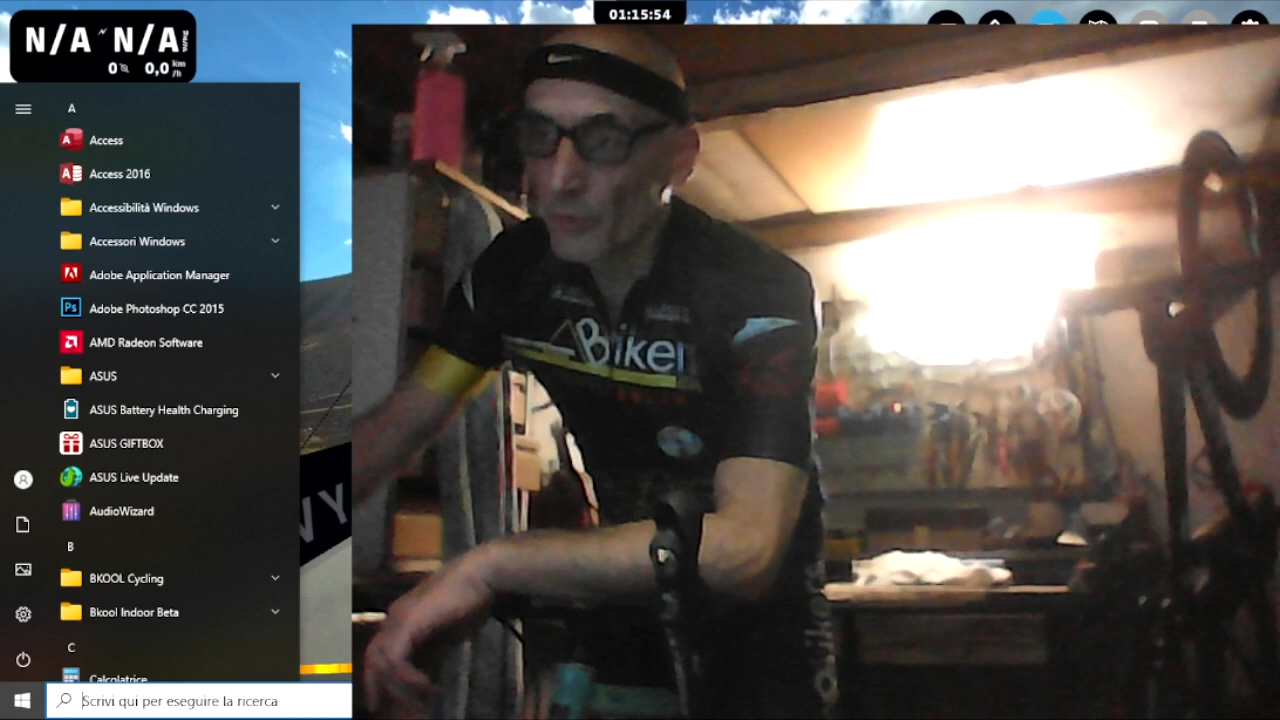 01:15:54
N/A N/A
0 0,0 km/h
A
Access
Access 2016
Accessibilità Windows
Accessori Windows
Adobe Application Manager
Ps Adobe Photoshop CC 2015
AMD Radeon Software
ASUS
ASUS Battery Health Charging
ASUS GIFTBOX
ASUS Live Update
AudioWizard
B
BKOOL Cycling
Bkool Indoor Beta
C
Calcolatrice
Scrivi qui per eseguire la ricerca